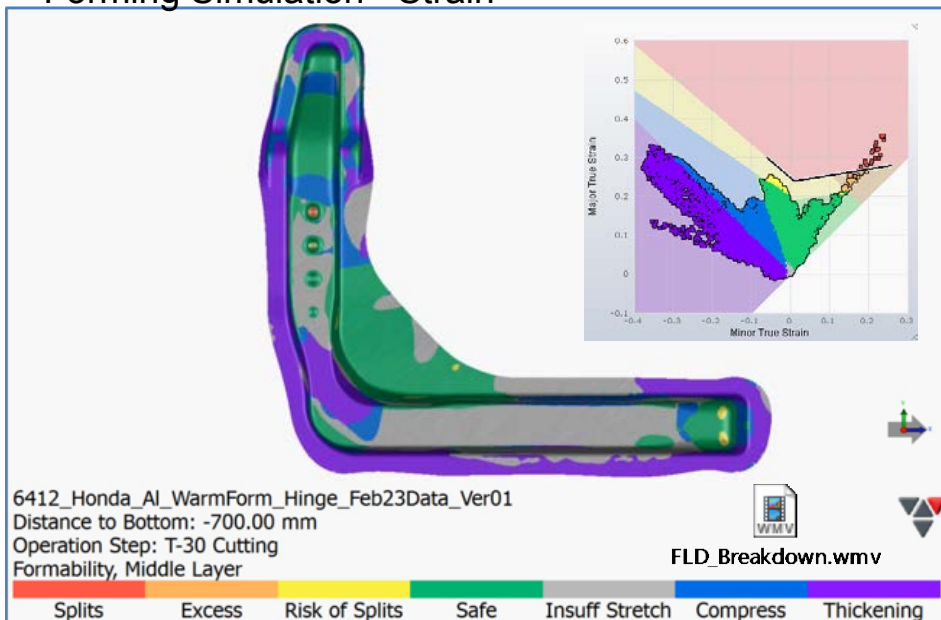 Forming Simulation - Strain
0.6
0.5
0.4
0.3
0.2
0.1
0
-0.1
Major True Strain
-0.4 -0.3 -0.2 -0.1 0 0.1 0.2 0.3
Minor True Strain
6412_Honda_Al_WarmForm_Hinge_Feb23Data_Ver01
Distance to Bottom: -700.00 mm
Operation Step: T-30 Cutting
Formability, Middle Layer
WMV
FLD_Breakdown.wmv
Splits Excess Risk of Splits Safe Insuff Stretch Compress Thickening